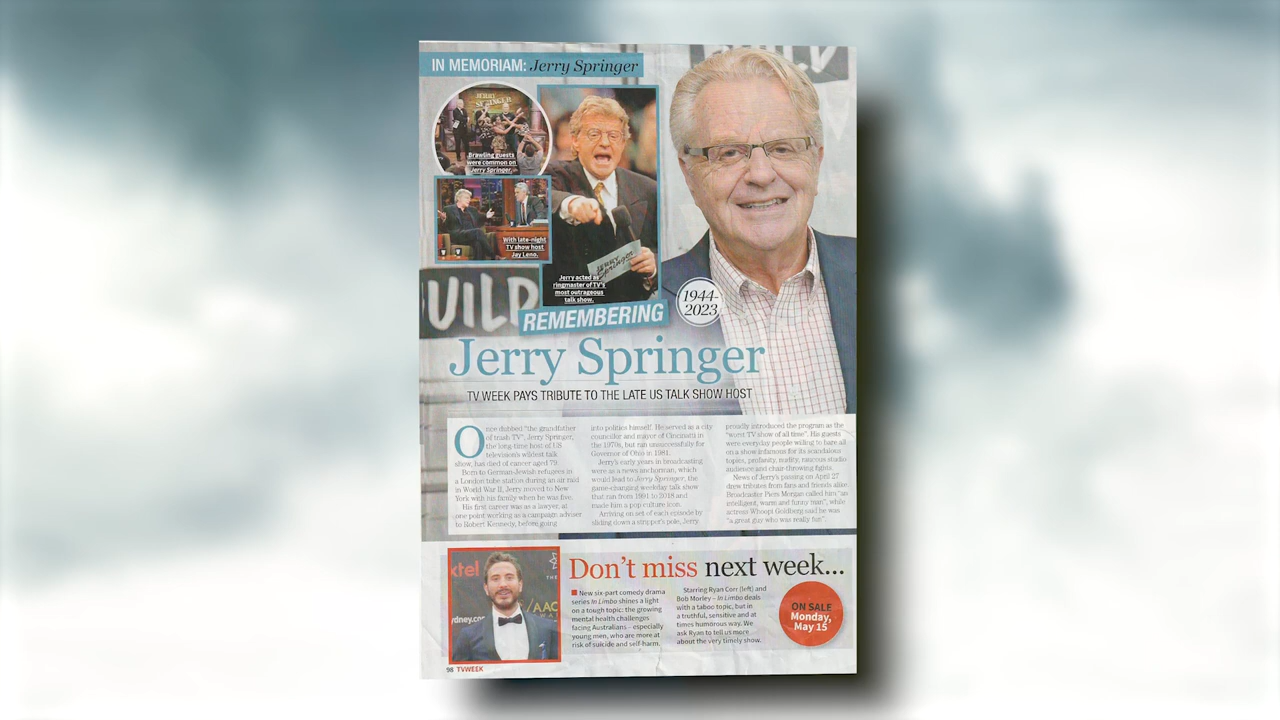 IN MEMORIAM: Jerry Springer
JERRY
SPRINGER
Brawling guests
were common on
Jerry Springer.
With late-night
TV show host
Jay Leno.
JERRY
Springer
Jerry acted as
ringmaster of TV's
most outrageous
talk show.
UILD
1944-
2023
REMEMBERING
Jerry Springer
TV WEEK PAYS TRIBUTE TO THE LATE US TALK SHOW HOST
Once dubbed "the grandfather
of trash TV", Jerry Springer,
the long-time host of US
television's wildest talk
show, has died of cancer aged 79.
Born to German-Jewish refugees in
a London tube station during an air raid
in World War II, Jerry moved to New
York with his family when he was five.
His first career was as a lawyer, at
one point working as a campaign adviser
to Robert Kennedy, before going
into politics himself. He served as a city
councilor and mayor of Cincinatti in
the 1970s, but ran unsuccessfully for
Governor of Ohio in 1981.
Jerry's early years in broadcasting
were as a news anchorman, which
would lead to Jerry Springer, the
game-changing weekday talk show
that ran from 1991 to 2018 and
made him a pop culture icon.
Arriving on set of each episode by
sliding down a stripper's pole, Jerry
proudly introduced the program as the
"worst TV show of all time". His guests
were everyday people willing to bare all
on a show infamous for its scandalous
topics, profanity, nudity, raucous studio
audience and chair-throwing fights.
News of Jerry's passing on April 27
drew tributes from fans and friends alike.
Broadcaster Piers Morgan called him "an
intelligent, warm and funny man", while
actress Whoopi Goldberg said he was
"a great guy who was really fun".
xtel
THE
/AAC
ydney.co
Don't miss next week...
New six-part comedy drama
series In Limbo shines a light
on a tough topic: the growing
mental health challenges
facing Australians – especially
young men, who are more at
risk of suicide and self-harm.
Starring Ryan Corr (left) and
Bob Morley – In Limbo deals
with a taboo topic, but in
a truthful, sensitive and at
times humorous way. We
ask Ryan to tell us more
about the very timely show.
ON SALE
Monday,
May 15
98 TVWEEK